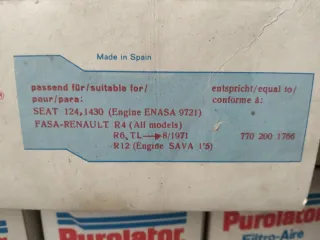 Made in Spain
passend für/suitable for/
pour/para:
entspricht/equal to/
conforme á:
SEAT 124,1430 (Engine ENASA 9721)
FASA-RENAULT R4 (All models)
R6, TL → 8/1971
770 200 1766
R12 (Engide SAVA 1'5)
Purolator
Purolator
Filtro-Aire
Purolator